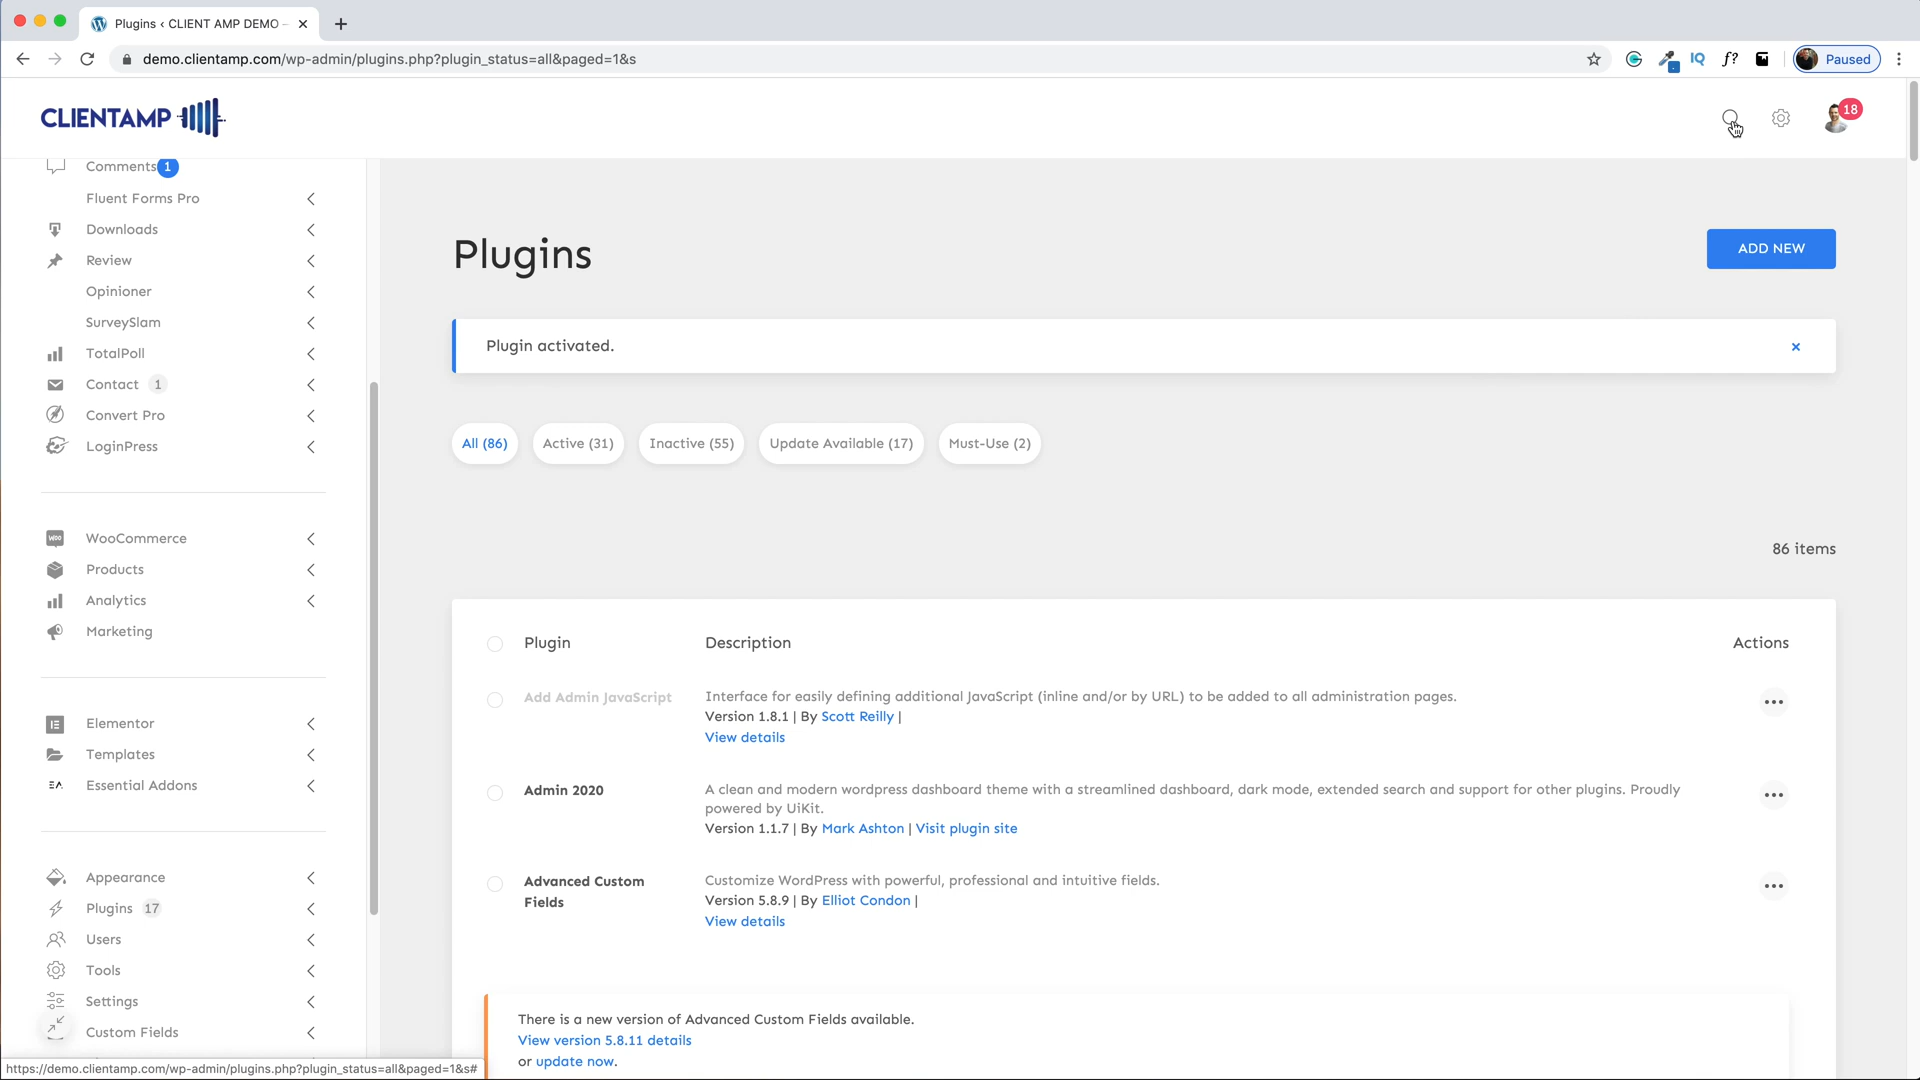 Plugins ‹ CLIENT AMP DEMO –
demo.clientamp.com/wp-admin/plugins.php?plugin_status=all&paged=1&s
IQ
f?
Paused
CLIENTAMP
18
Comments 1
Fluent Forms Pro
Downloads
Review
Opinioner
SurveySlam
TotalPoll
Contact 1
Convert Pro
LoginPress
WooCommerce
Products
Analytics
Marketing
Elementor
Templates
Essential Addons
Appearance
Plugins 17
Users
Tools
Settings
Custom Fields
https://demo.clientamp.com/wp-admin/plugins.php?plugin_status=all&paged=1&s#
Plugins
ADD NEW
Plugin activated.
All (86) Active (31) Inactive (55) Update Available (17) Must-Use (2)
86 items
Plugin Description Actions
Add Admin JavaScript
Interface for easily defining additional JavaScript (inline and/or by URL) to be added to all administration pages.
Version 1.8.1 | By Scott Reilly |
View details
Admin 2020
A clean and modern wordpress dashboard theme with a streamlined dashboard, dark mode, extended search and support for other plugins. Proudly
powered by UiKit.
Version 1.1.7 | By Mark Ashton | Visit plugin site
Advanced Custom
Fields
Customize WordPress with powerful, professional and intuitive fields.
Version 5.8.9 | By Elliot Condon |
View details
There is a new version of Advanced Custom Fields available.
View version 5.8.11 details
or update now.